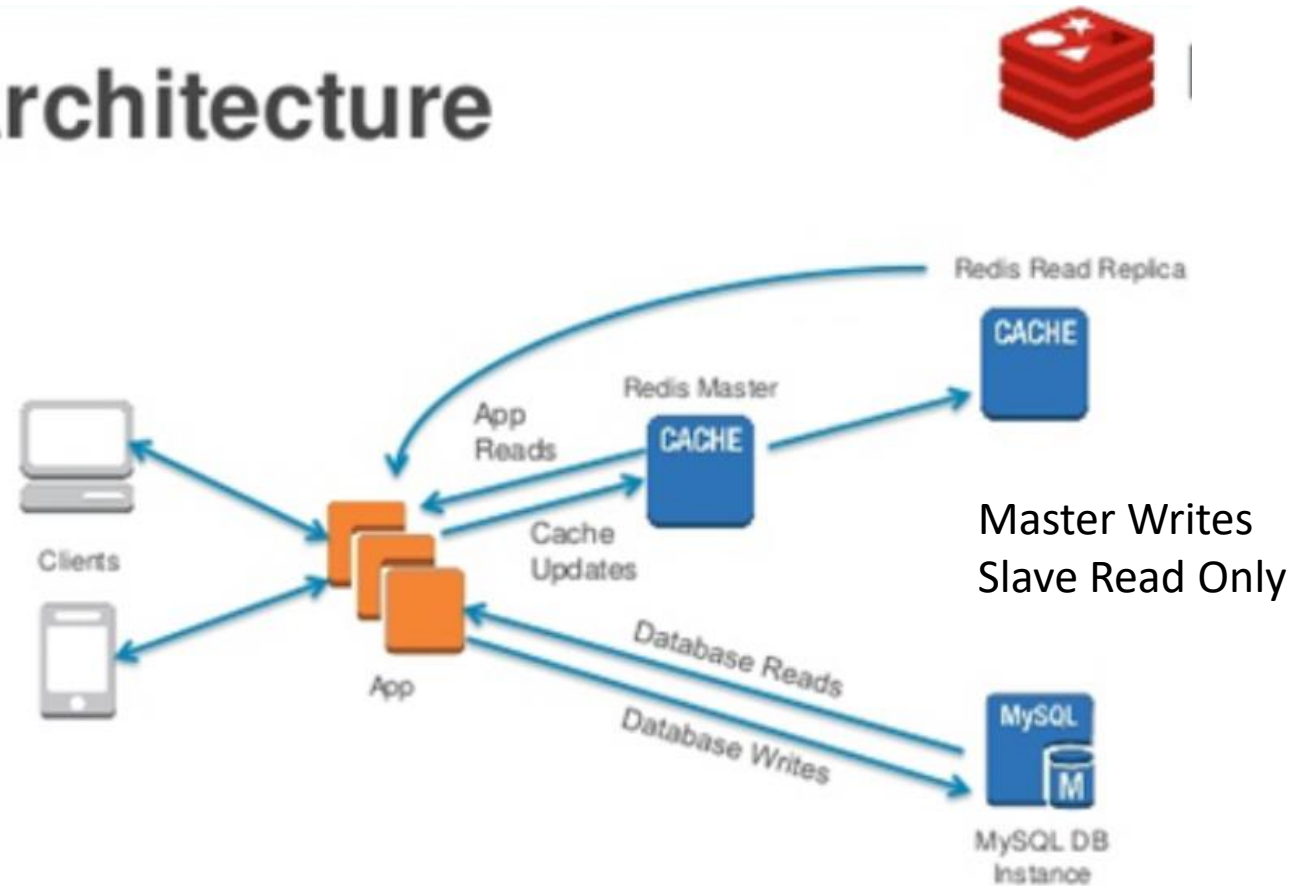 rchitecture
Redis Read Replica
CACHE
Redis Master
App
Reads
CACHE
Cache
Updates
Master Writes
Slave Read Only
Clients
Database Reads
Database Writes
App
MySQL
M
MySQL DB
Instance